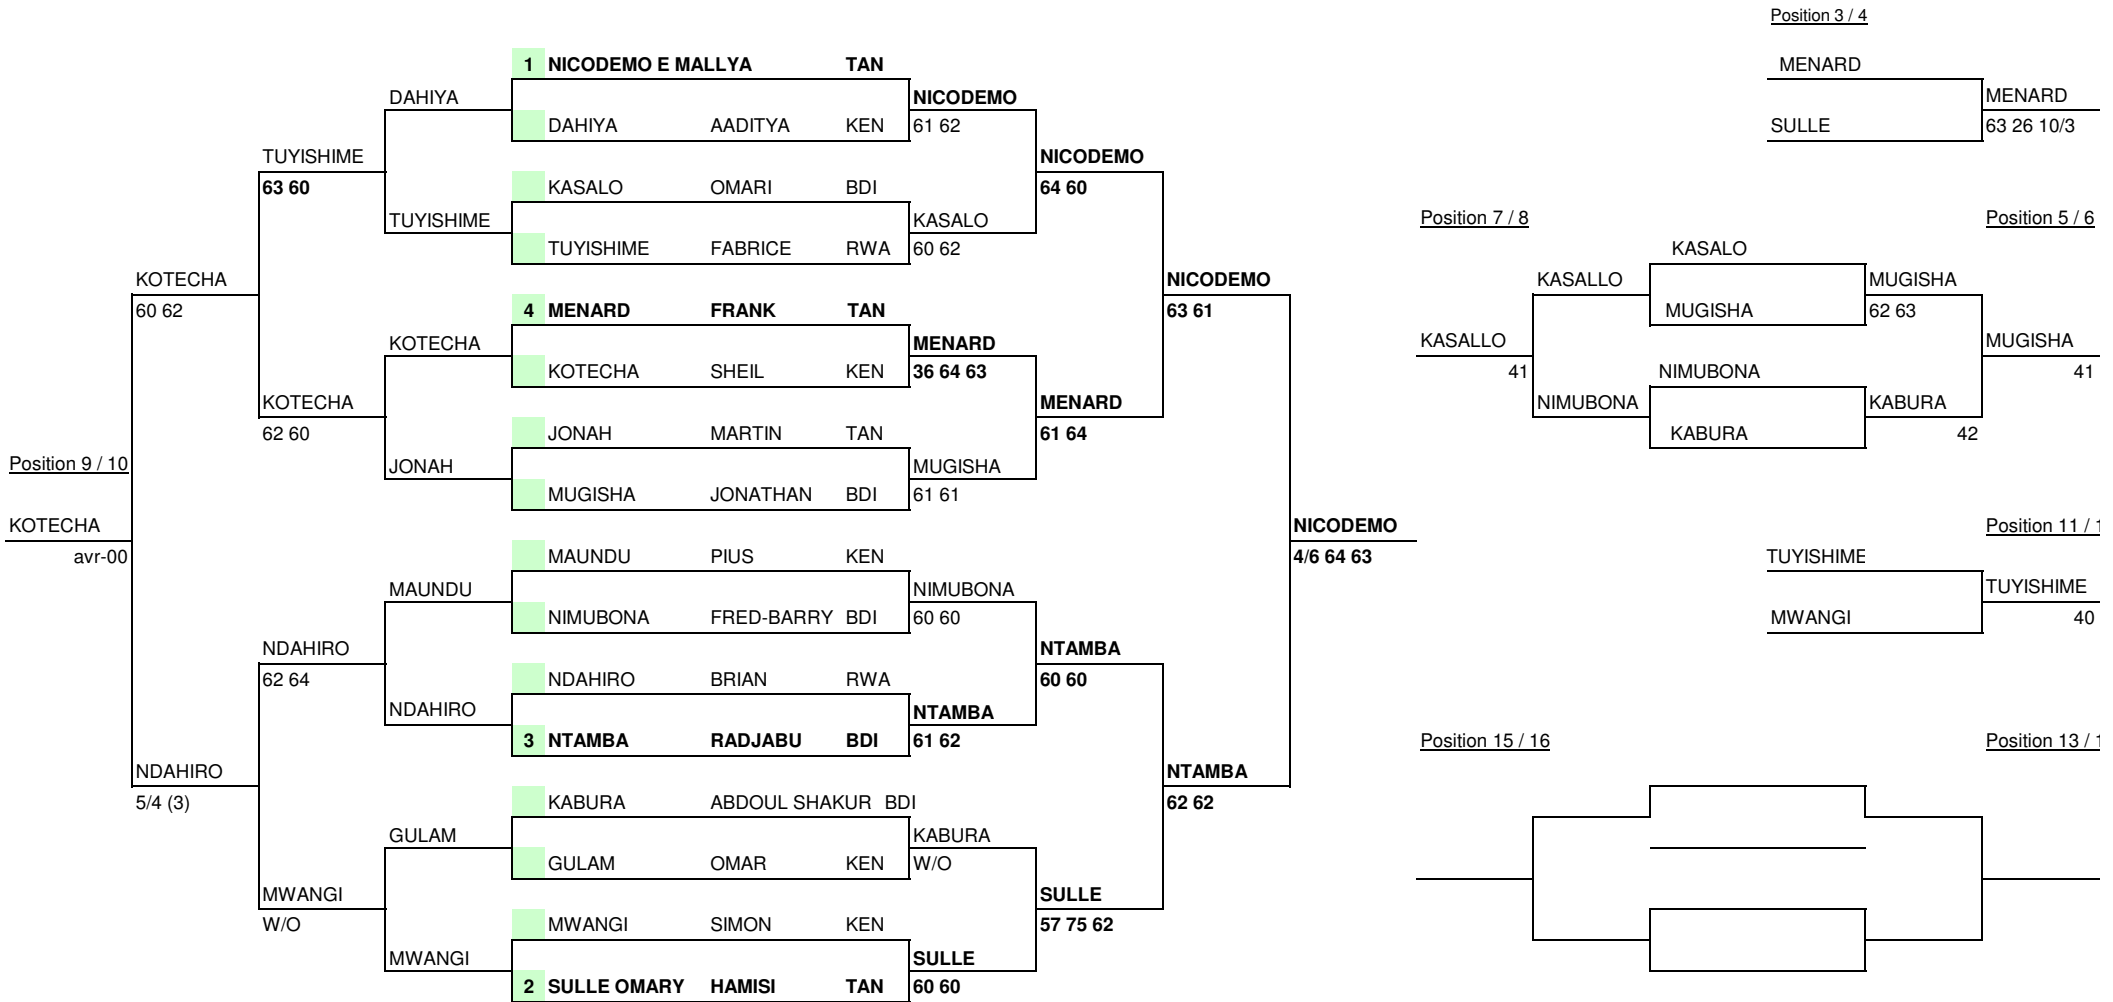 Position 3 / 4
1 NICODEMO E MALLYA TAN MENARD
DAHIYA NICODEMO MENARD
DAHIYA AADITYA KEN 61 62 SULLE 63 26 10/3
TUYISHIME NICODEMO
63 60 KASALO OMARI BDI 64 60
TUYISHIME KASALO Position 7 / 8 Position 5 / 6
TUYISHIME FABRICE RWA 60 62 KASALO
KOTECHA NICODEMO KASALLO MUGISHA
60 62 4 MENARD FRANK TAN 63 61 MUGISHA 62 63
KOTECHA MENARD KASALLO MUGISHA
KOTECHA SHEIL KEN 36 64 63 41 NIMUBONA 41
KOTECHA MENARD NIMUBONA KABURA
62 60 JONAH MARTIN TAN 61 64 KABURA 42
Position 9 / 10 JONAH MUGISHA
MUGISHA JONATHAN BDI 61 61
KOTECHA NICODEMO Position 11 / 1
avr-00 MAUNDU PIUS KEN 4/6 64 63 TUYISHIME
MAUNDU NIMUBONA TUYISHIME
NIMUBONA FRED-BARRY BDI 60 60 MWANGI 40
NDAHIRO NTAMBA
62 64 NDAHIRO BRIAN RWA 60 60
NDAHIRO NTAMBA
3 NTAMBA RADJABU BDI 61 62 Position 15 / 16 Position 13 / 1
NDAHIRO NTAMBA
5/4 (3) KABURA ABDOUL SHAKUR BDI 62 62
GULAM KABURA
GULAM OMAR KEN W/O
MWANGI SULLE
W/O MWANGI SIMON KEN 57 75 62
MWANGI SULLE
2 SULLE OMARY HAMISI TAN 60 60